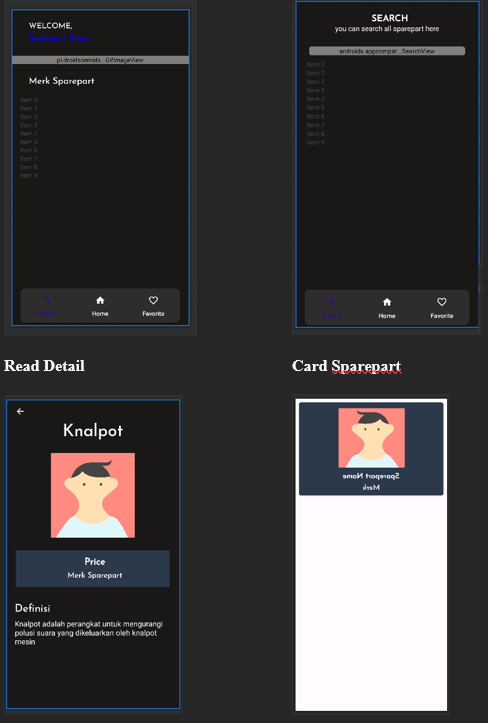 WELCOME,
Sparepart Store!
pl.droidsonroids...GifImageView
Merk Sparepart
Item 0
Item 1
Item 2
Item 3
Item 4
Item 5
Item 6
Item 7
Item 8
Item 9
Search
Home
Favorite
SEARCH
you can search all sparepart here
androidx.appcompat...SearchView
Item 0
Item 1
Item 2
Item 3
Item 4
Item 5
Item 6
Item 7
Item 8
Item 9
Search
Home
Favorite
Read Detail
Card Sparepart
Knalpot
Price
Merk Sparepart
Definisi
Knalpot adalah perangkat untuk mengurangi
polusi suara yang dikeluarkan oleh knalpot
mesin
Sparepart Name
Merk